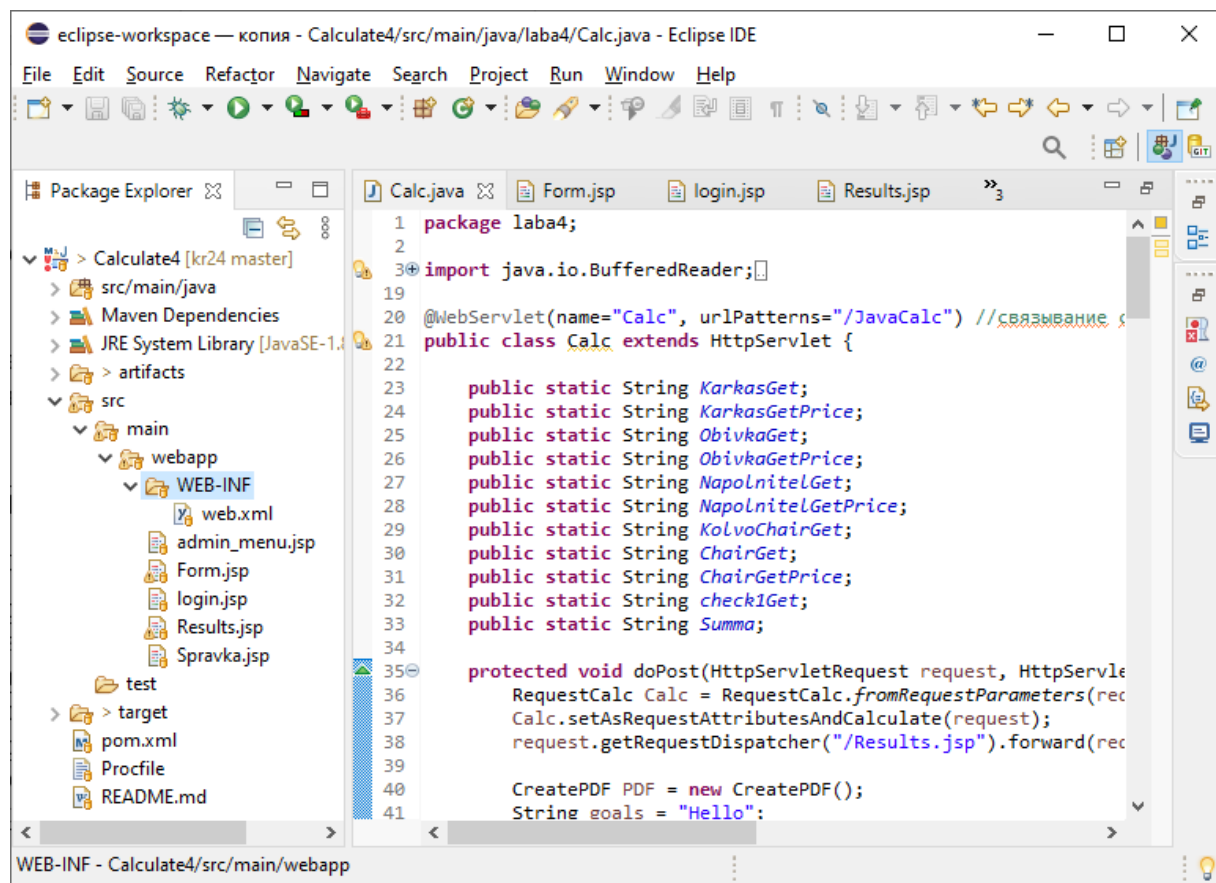 eclipse-workspace — копия - Calculate4/src/main/java/laba4/Calc.java - Eclipse IDE
File Edit Source Refactor Navigate Search Project Run Window Help
Package Explorer
> Calculate4 [kr24 master]
src/main/java
Maven Dependencies
JRE System Library [JavaSE-1.8
> artifacts
src
main
webapp
WEB-INF
web.xml
admin_menu.jsp
Form.jsp
login.jsp
Results.jsp
Spravka.jsp
test
> target
pom.xml
Procfile
README.md
Calc.java Form.jsp login.jsp Results.jsp »3
1 package laba4;
2
3 import java.io.BufferedReader;
19
20 @WebServlet(name="Calc", urlPatterns="/JavaCalc") //связывание с
21 public class Calc extends HttpServlet {
22
23 public static String KarkasGet;
24 public static String KarkasGetPrice;
25 public static String ObivkaGet;
26 public static String ObivkaGetPrice;
27 public static String NapolnitelGet;
28 public static String NapolnitelGetPrice;
29 public static String KolvoChairGet;
30 public static String ChairGet;
31 public static String ChairGetPrice;
32 public static String check1Get;
33 public static String Summa;
34
35 protected void doPost(HttpServletRequest request, HttpServle
36 RequestCalc Calc = RequestCalc.fromRequestParameters(req
37 Calc.setAsRequestAttributesAndCalculate(request);
38 request.getRequestDispatcher("/Results.jsp").forward(req
39
40 CreatePDF PDF = new CreatePDF();
41 String goals = "Hello";
WEB-INF - Calculate4/src/main/webapp